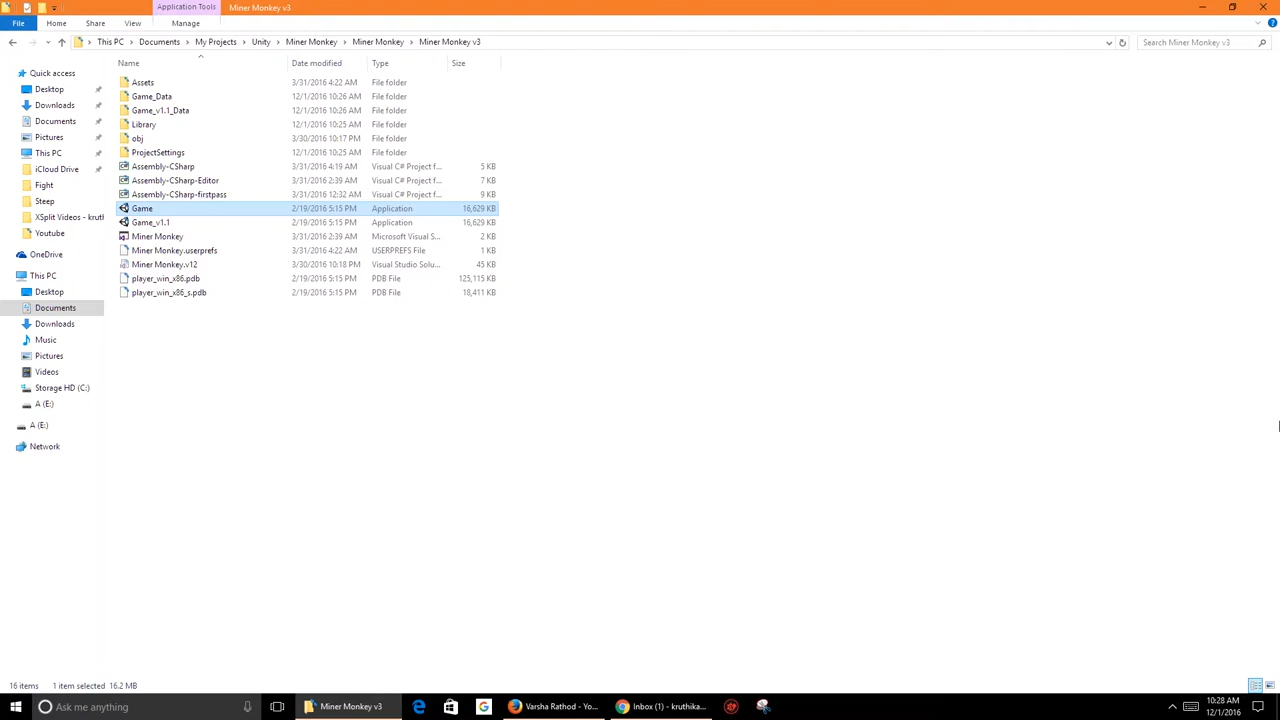 Application Tools Miner Monkey v3
File Home Share View Manage
This PC Documents My Projects Unity Miner Monkey Miner Monkey Miner Monkey v3 Search Miner Monkey v3
Name Date modified Type Size
Quick access
Desktop
Downloads
Documents
Pictures
This PC
iCloud Drive
Fight
Steep
XSplit Videos - kruth
Youtube
OneDrive
This PC
Desktop
Documents
Downloads
Music
Pictures
Videos
Storage HD (C:)
A (E:)
A (E:)
Network
Assets 3/31/2016 4:22 AM File folder
Game_Data 12/1/2016 10:26 AM File folder
Game_v1.1_Data 12/1/2016 10:26 AM File folder
Library 12/1/2016 10:25 AM File folder
obj 3/30/2016 10:17 PM File folder
ProjectSettings 12/1/2016 10:25 AM File folder
Assembly-CSharp 3/31/2016 4:19 AM Visual C# Project f... 5 KB
Assembly-CSharp-Editor 3/31/2016 2:39 AM Visual C# Project f... 7 KB
Assembly-CSharp-firstpass 3/31/2016 12:32 AM Visual C# Project f... 9 KB
Game 2/19/2016 5:15 PM Application 16,629 KB
Game_v1.1 2/19/2016 5:15 PM Application 16,629 KB
Miner Monkey 3/31/2016 2:39 AM Microsoft Visual S... 2 KB
Miner Monkey.userprefs 3/31/2016 4:22 AM USERPREFS File 1 KB
Miner Monkey.v12 3/30/2016 10:18 PM Visual Studio Solu... 45 KB
player_win_x86.pdb 2/19/2016 5:15 PM PDB File 125,115 KB
player_win_x86_s.pdb 2/19/2016 5:15 PM PDB File 18,411 KB
16 items 1 item selected 16.2 MB
Ask me anything Miner Monkey v3 Varsha Rathod - Yo... Inbox (1) - kruthika... 10:28 AM
12/1/2016